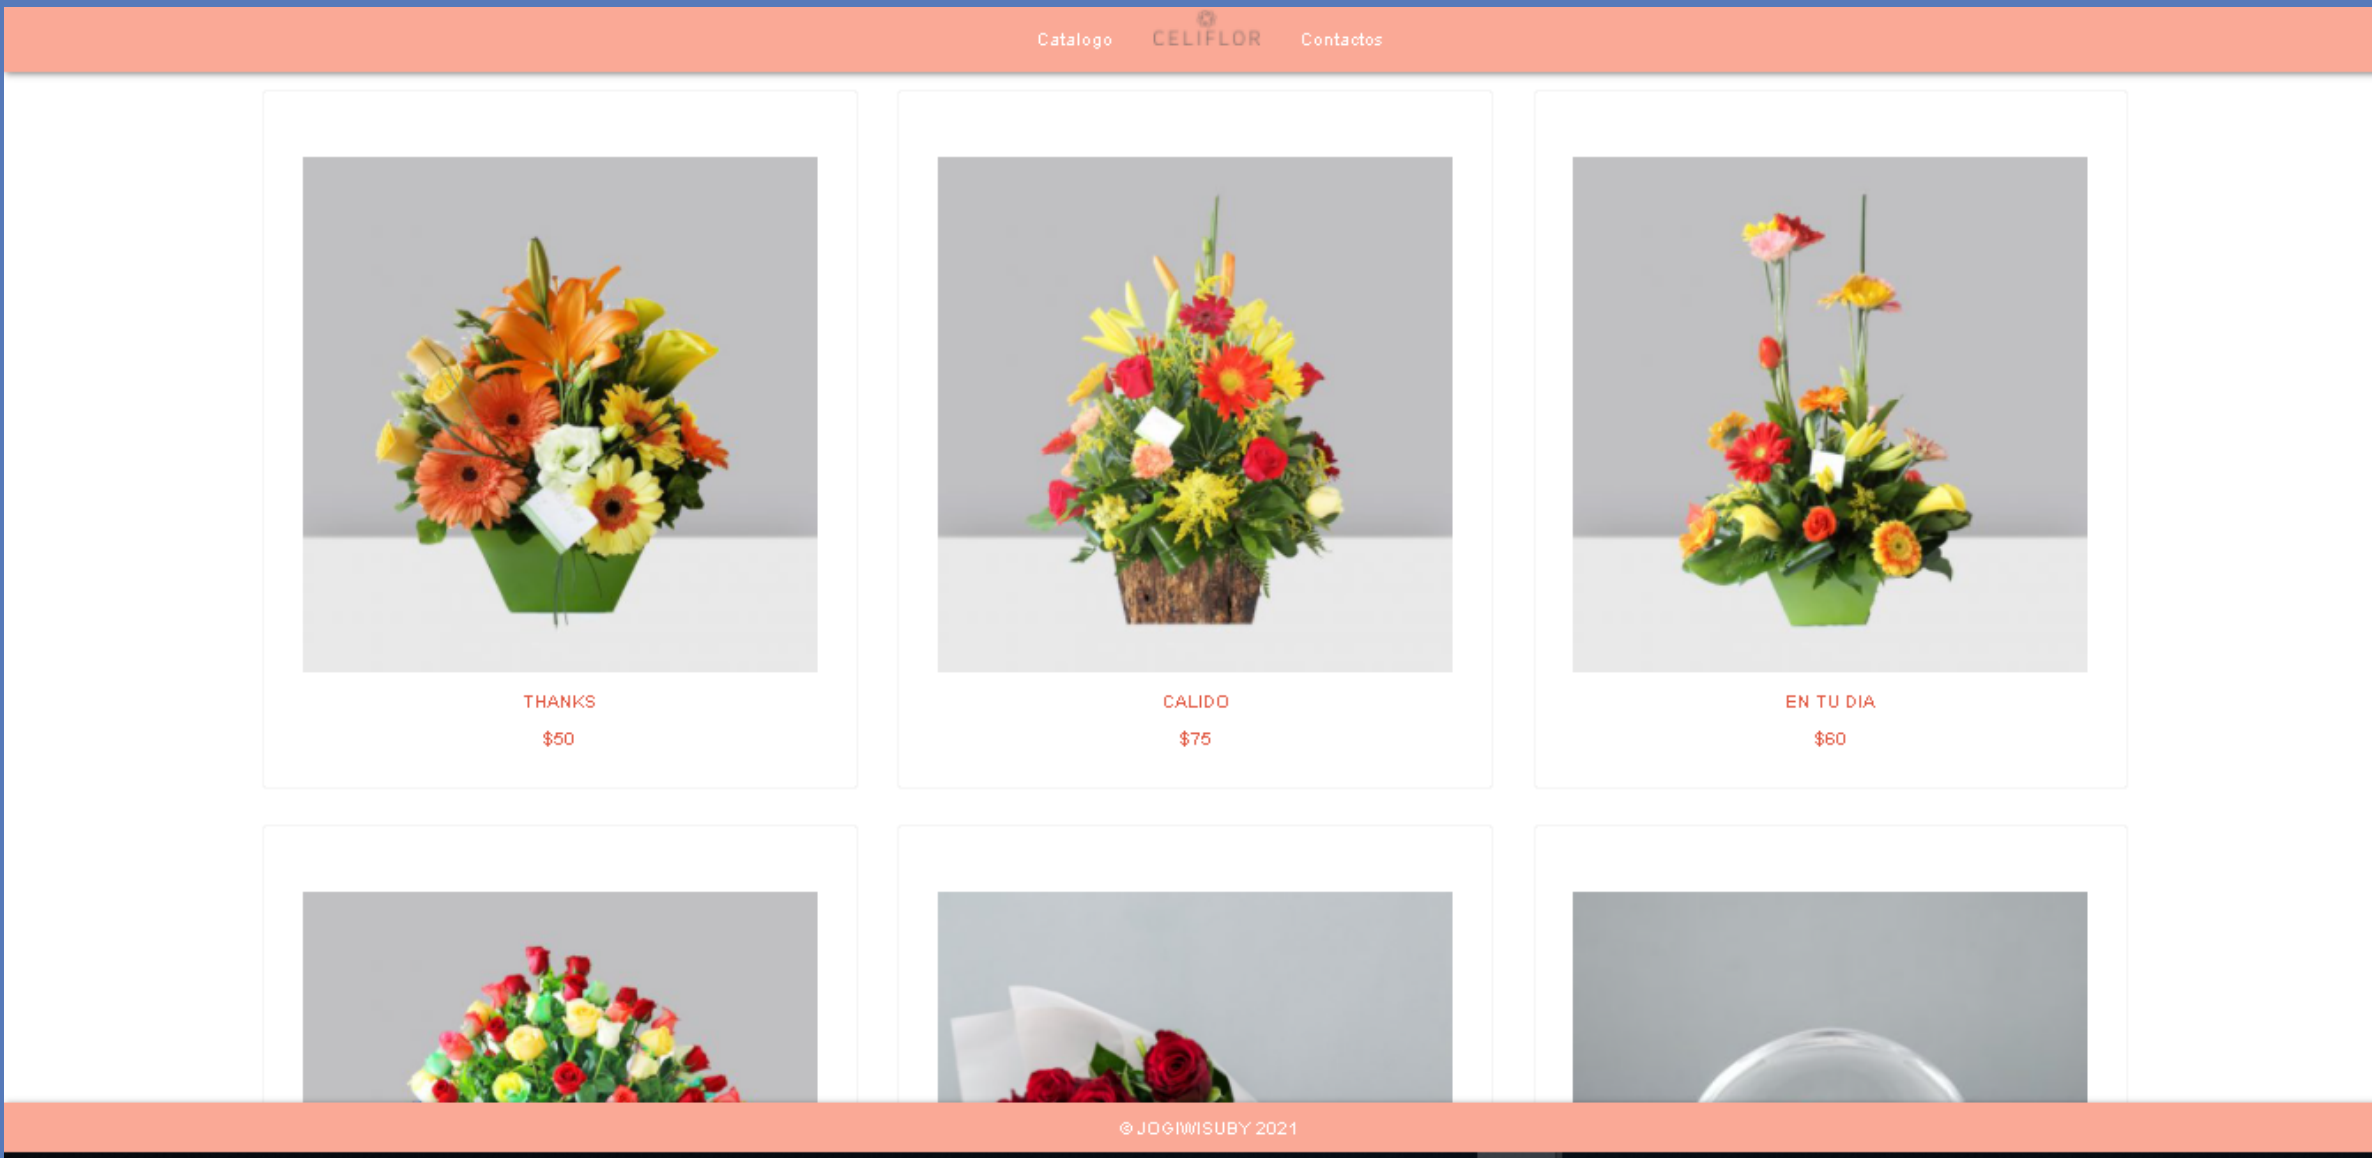 Catalogo
CELIFLOR
Contactos
THANKS
$50
CALIDO
$75
EN TU DIA
$60
© JOGIWISUBY 2021